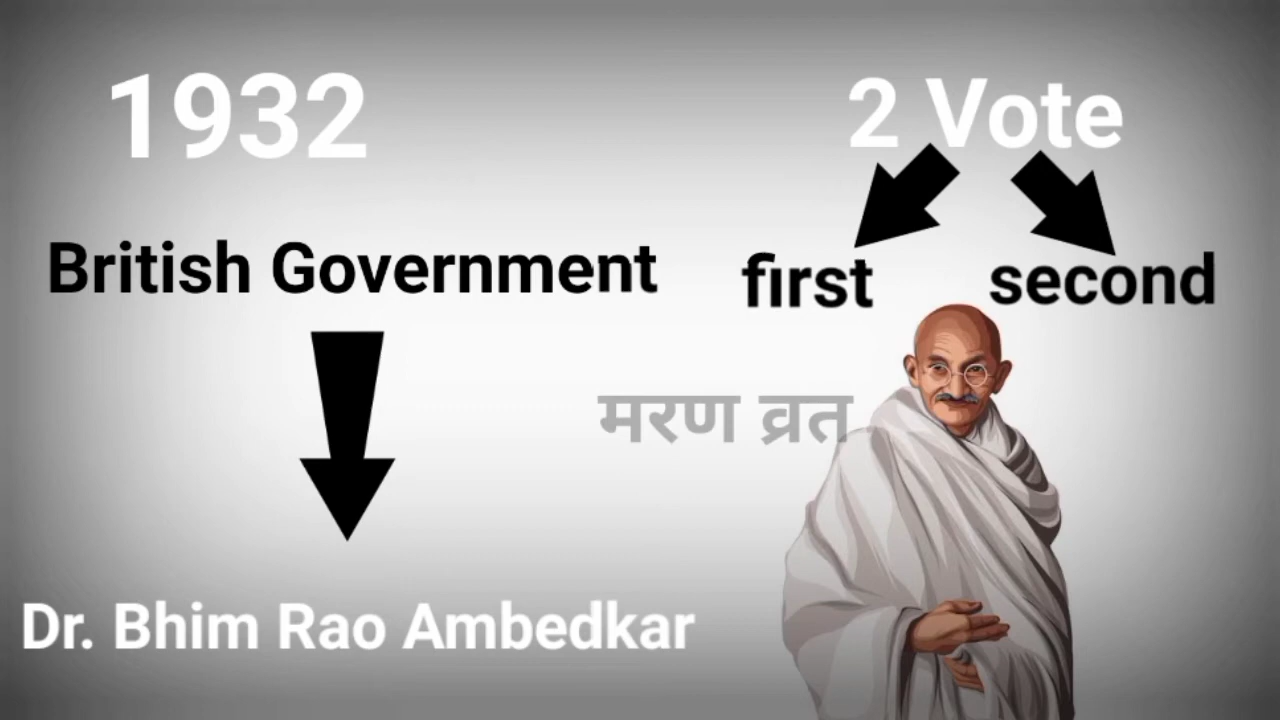 1932
2 Vote
British Government
first
second
मरण व्रत
Dr. Bhim Rao Ambedkar